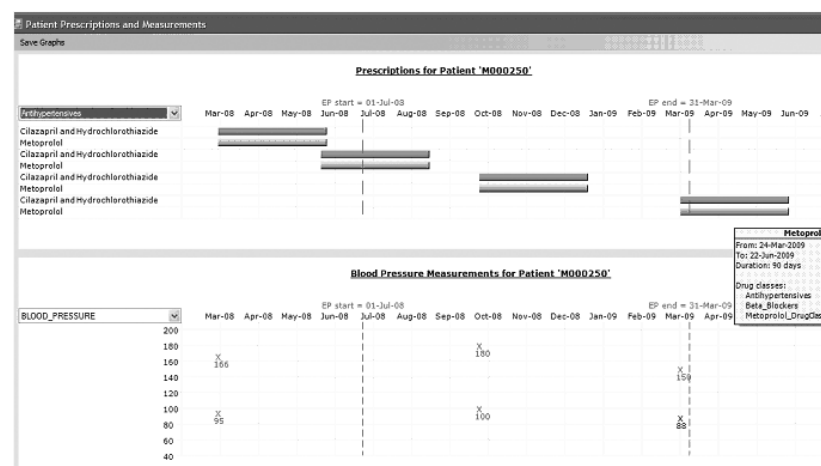 Patient Prescriptions and Measurements
Save Graphs
Prescriptions for Patient 'M000250'
EP start = 01-Jul-08 EP end = 31-Mar-09
Antihypertensives Mar-08 Apr-08 May-08 Jun-08 Jul-08 Aug-08 Sep-08 Oct-08 Nov-08 Dec-08 Jan-09 Feb-09 Mar-09 Apr-09 May-09 Jun-09
Cilazapril and Hydrochlorothiazide
Metoprolol
Cilazapril and Hydrochlorothiazide
Metoprolol
Cilazapril and Hydrochlorothiazide
Metoprolol
Cilazapril and Hydrochlorothiazide
Metoprolol
Metoprol
From: 24-Mar-2009
To: 22-Jun-2009
Duration: 90 days
Drug classes:
Antihypertensives
Beta_Blockers
Metoprolol_DrugClas
Blood Pressure Measurements for Patient 'M000250'
EP start = 01-Jul-08 EP end = 31-Mar-09
BLOOD_PRESSURE Mar-08 Apr-08 May-08 Jun-08 Jul-08 Aug-08 Sep-08 Oct-08 Nov-08 Dec-08 Jan-09 Feb-09 Mar-09 Apr-09
200
180 X
180
160 X
166
X
140 150
120
100 X
95
X
100
80 X
88
60
40